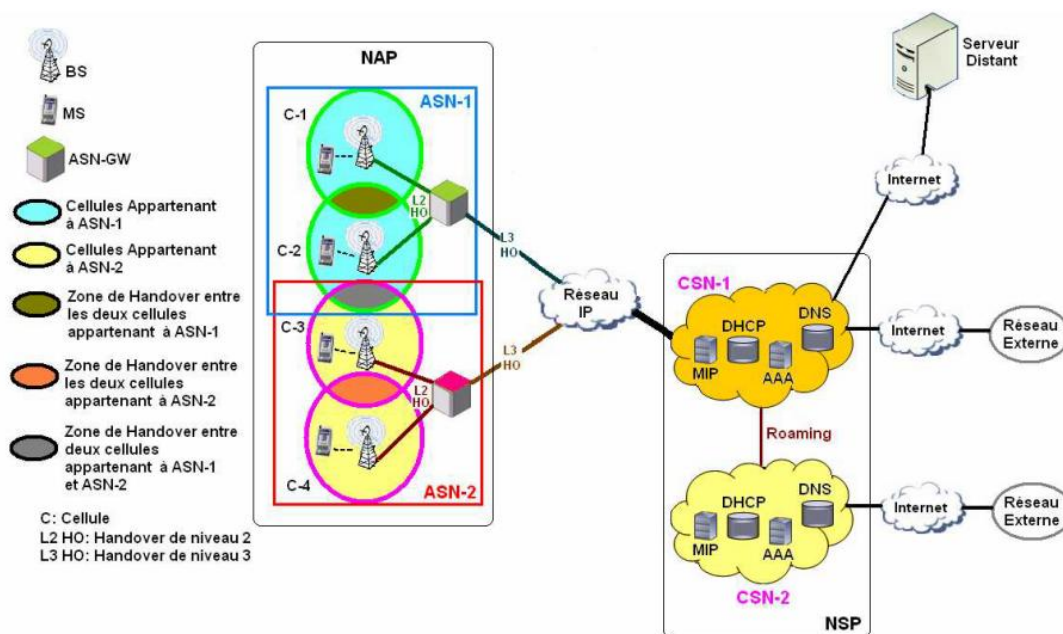 BS
MS
ASN-GW
Cellules Appartenant
à ASN-1
Cellules Appartenant
à ASN-2
Zone de Handover entre
les deux cellules
appartenant à ASN-1
Zone de Handover entre
les deux cellules
appartenant à ASN-2
Zone de Handover entre
deux cellules
appartenant à ASN-1
et ASN-2
C: Cellule
L2 HO: Handover de niveau 2
L3 HO: Handover de niveau 3
NAP
ASN-1
C-1
L2
HO
C-2
L3
HO
C-3
L2
HO
L3
HO
C-4
ASN-2
Réseau
IP
Serveur
Distant
Internet
CSN-1
DHCP
DNS
MIP
AAA
Internet
Réseau
Externe
Roaming
DHCP
DNS
MIP
AAA
CSN-2
Internet
Réseau
Externe
NSP